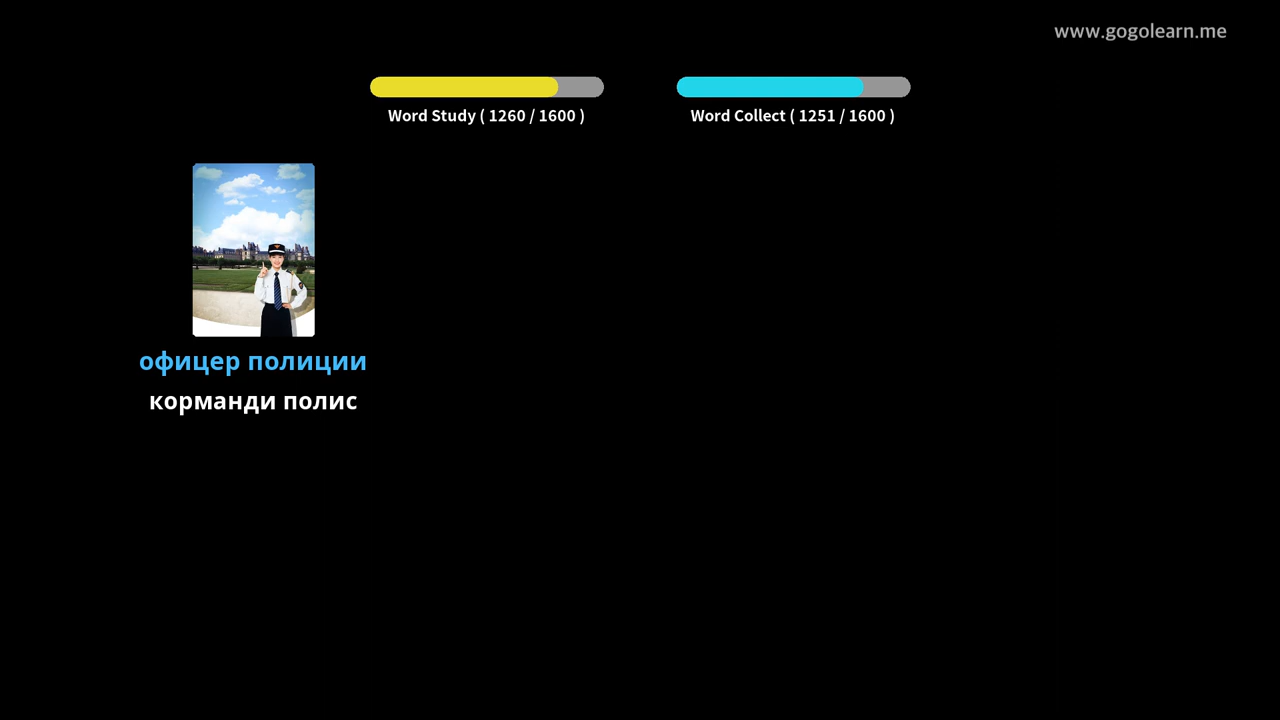 www.gogolearn.me
Word Study ( 1260 / 1600 )
Word Collect ( 1251 / 1600 )
офицер полиции
корманди полис